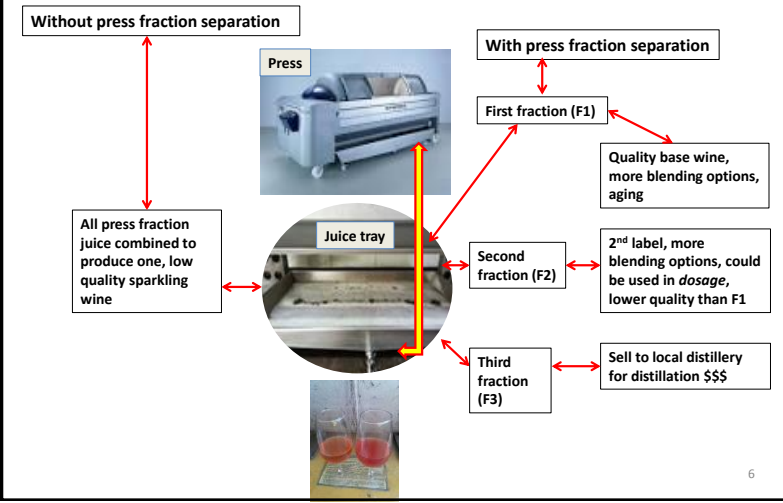 Without press fraction separation
With press fraction separation
Press
First fraction (F1)
Quality base wine,
more blending options,
aging
All press fraction
juice combined to
produce one, low
quality sparkling
wine
Juice tray
Second
fraction (F2)
2nd label, more
blending options, could
be used in dosage,
lower quality than F1
Third
fraction
(F3)
Sell to local distillery
for distillation $$$
6